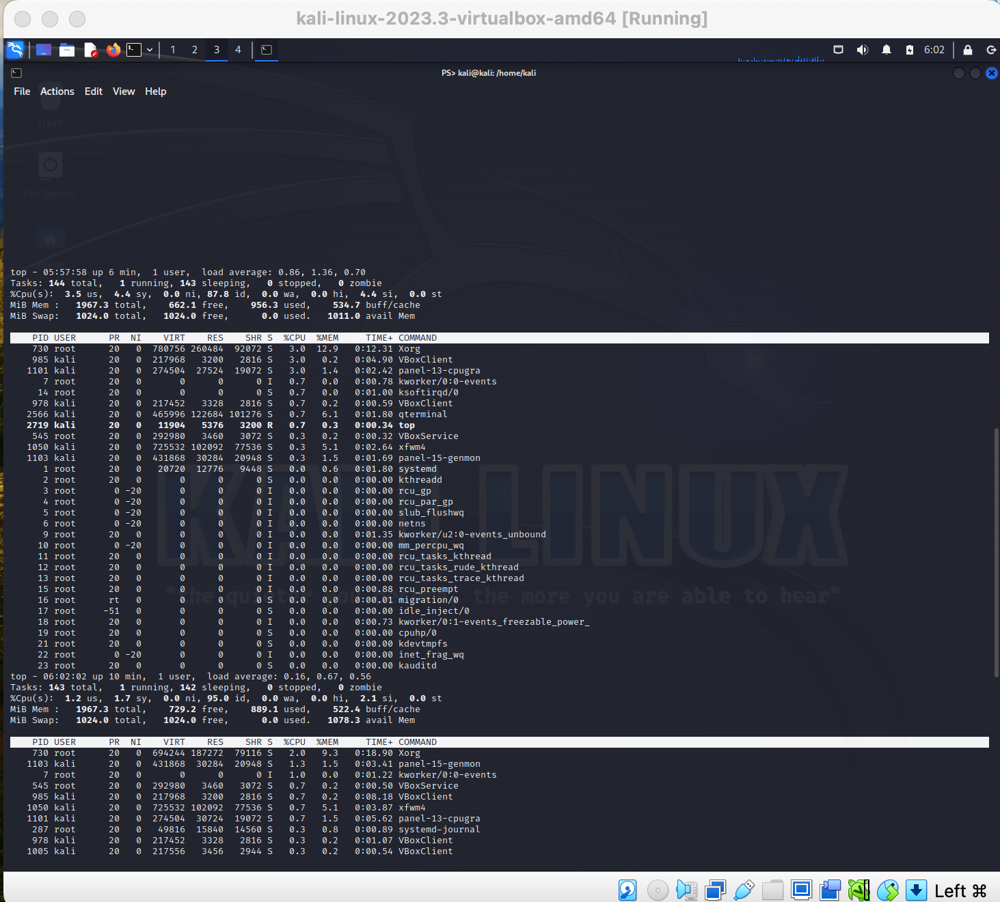 kali-linux-2023.3-virtualbox-amd64 [Running]
1 2 3 4 6:02
PS> kali@kali: /home/kali
File Actions Edit View Help
Trash
File System
Home
top - 05:57:58 up 6 min,  1 user,  load average: 0.86, 1.36, 0.70
Tasks: 144 total,   1 running, 143 sleeping,   0 stopped,   0 zombie
%Cpu(s):  3.5 us,  4.4 sy,  0.0 ni, 87.8 id,  0.0 wa,  0.0 hi,  4.4 si,  0.0 st
MiB Mem :   1967.3 total,    662.1 free,    956.3 used,    534.7 buff/cache
MiB Swap:   1024.0 total,   1024.0 free,      0.0 used.   1011.0 avail Mem
PID USER      PR  NI    VIRT    RES    SHR S  %CPU  %MEM     TIME+ COMMAND
730 root      20   0  780756 260484  92072 S   3.0  12.9   0:12.31 Xorg
985 kali      20   0  217968   3200   2816 S   3.0   0.2   0:04.90 VBoxClient
1101 kali      20   0  274504  27524  19072 S   3.0   1.4   0:02.42 panel-13-cpugra
7 root      20   0       0      0      0 I   0.7   0.0   0:00.78 kworker/0:0-events
14 root      20   0       0      0      0 S   0.7   0.0   0:01.00 ksoftirqd/0
978 kali      20   0  217452   3328   2816 S   0.7   0.2   0:00.59 VBoxClient
2566 kali      20   0  465996 122684 101276 S   0.7   6.1   0:01.80 qterminal
2719 kali      20   0   11904   5376   3200 R   0.7   0.3   0:00.34 top
545 root      20   0  292980   3460   3072 S   0.3   0.2   0:00.32 VBoxService
1050 kali      20   0  725532 102092  77536 S   0.3   5.1   0:02.64 xfwm4
1103 kali      20   0  431868  30284  20948 S   0.3   1.5   0:01.69 panel-15-genmon
1 root      20   0   20720  12776   9448 S   0.0   0.6   0:01.80 systemd
2 root      20   0       0      0      0 S   0.0   0.0   0:00.00 kthreadd
3 root       0 -20       0      0      0 I   0.0   0.0   0:00.00 rcu_gp
4 root       0 -20       0      0      0 I   0.0   0.0   0:00.00 rcu_par_gp
5 root       0 -20       0      0      0 I   0.0   0.0   0:00.00 slub_flushwq
6 root       0 -20       0      0      0 I   0.0   0.0   0:00.00 netns
9 root      20   0       0      0      0 I   0.0   0.0   0:01.35 kworker/u2:0-events_unbound
10 root       0 -20       0      0      0 I   0.0   0.0   0:00.00 mm_percpu_wq
11 root      20   0       0      0      0 I   0.0   0.0   0:00.00 rcu_tasks_kthread
12 root      20   0       0      0      0 I   0.0   0.0   0:00.00 rcu_tasks_rude_kthread
13 root      20   0       0      0      0 I   0.0   0.0   0:00.00 rcu_tasks_trace_kthread
15 root      20   0       0      0      0 I   0.0   0.0   0:00.88 rcu_preempt
16 root      rt   0       0      0      0 S   0.0   0.0   0:00.01 migration/0
17 root     -51   0       0      0      0 S   0.0   0.0   0:00.00 idle_inject/0
18 root      20   0       0      0      0 I   0.0   0.0   0:00.73 kworker/0:1-events_freezable_power_
19 root      20   0       0      0      0 S   0.0   0.0   0:00.00 cpuhp/0
21 root      20   0       0      0      0 S   0.0   0.0   0:00.00 kdevtmpfs
22 root       0 -20       0      0      0 I   0.0   0.0   0:00.00 inet_frag_wq
23 root      20   0       0      0      0 S   0.0   0.0   0:00.00 kauditd
KALI LINUX
"the quieter you become, the more you are able to hear"
top - 06:02:02 up 10 min,  1 user,  load average: 0.16, 0.67, 0.56
Tasks: 143 total,   1 running, 142 sleeping,   0 stopped,   0 zombie
%Cpu(s):  1.2 us,  1.7 sy,  0.0 ni, 95.0 id,  0.0 wa,  0.0 hi,  2.1 si,  0.0 st
MiB Mem :   1967.3 total,    729.2 free,    889.1 used,    522.4 buff/cache
MiB Swap:   1024.0 total,   1024.0 free,      0.0 used.   1078.3 avail Mem
PID USER      PR  NI    VIRT    RES    SHR S  %CPU  %MEM     TIME+ COMMAND
730 root      20   0  694244 187272  79116 S   2.0   9.3   0:18.90 Xorg
1103 kali      20   0  431868  30284  20948 S   1.3   1.5   0:03.41 panel-15-genmon
7 root      20   0       0      0      0 I   1.0   0.0   0:01.22 kworker/0:0-events
545 root      20   0  292980   3460   3072 S   0.7   0.2   0:00.50 VBoxService
985 kali      20   0  217968   3200   2816 S   0.7   0.2   0:08.18 VBoxClient
1050 kali      20   0  725532 102092  77536 S   0.7   5.1   0:03.87 xfwm4
1101 kali      20   0  274504  30724  19072 S   0.7   1.5   0:05.62 panel-13-cpugra
287 root      20   0   49816  15840  14560 S   0.3   0.8   0:00.89 systemd-journal
978 kali      20   0  217452   3328   2816 S   0.3   0.2   0:01.07 VBoxClient
1005 kali      20   0  217556   3456   2944 S   0.3   0.2   0:00.54 VBoxClient
Left ⌘